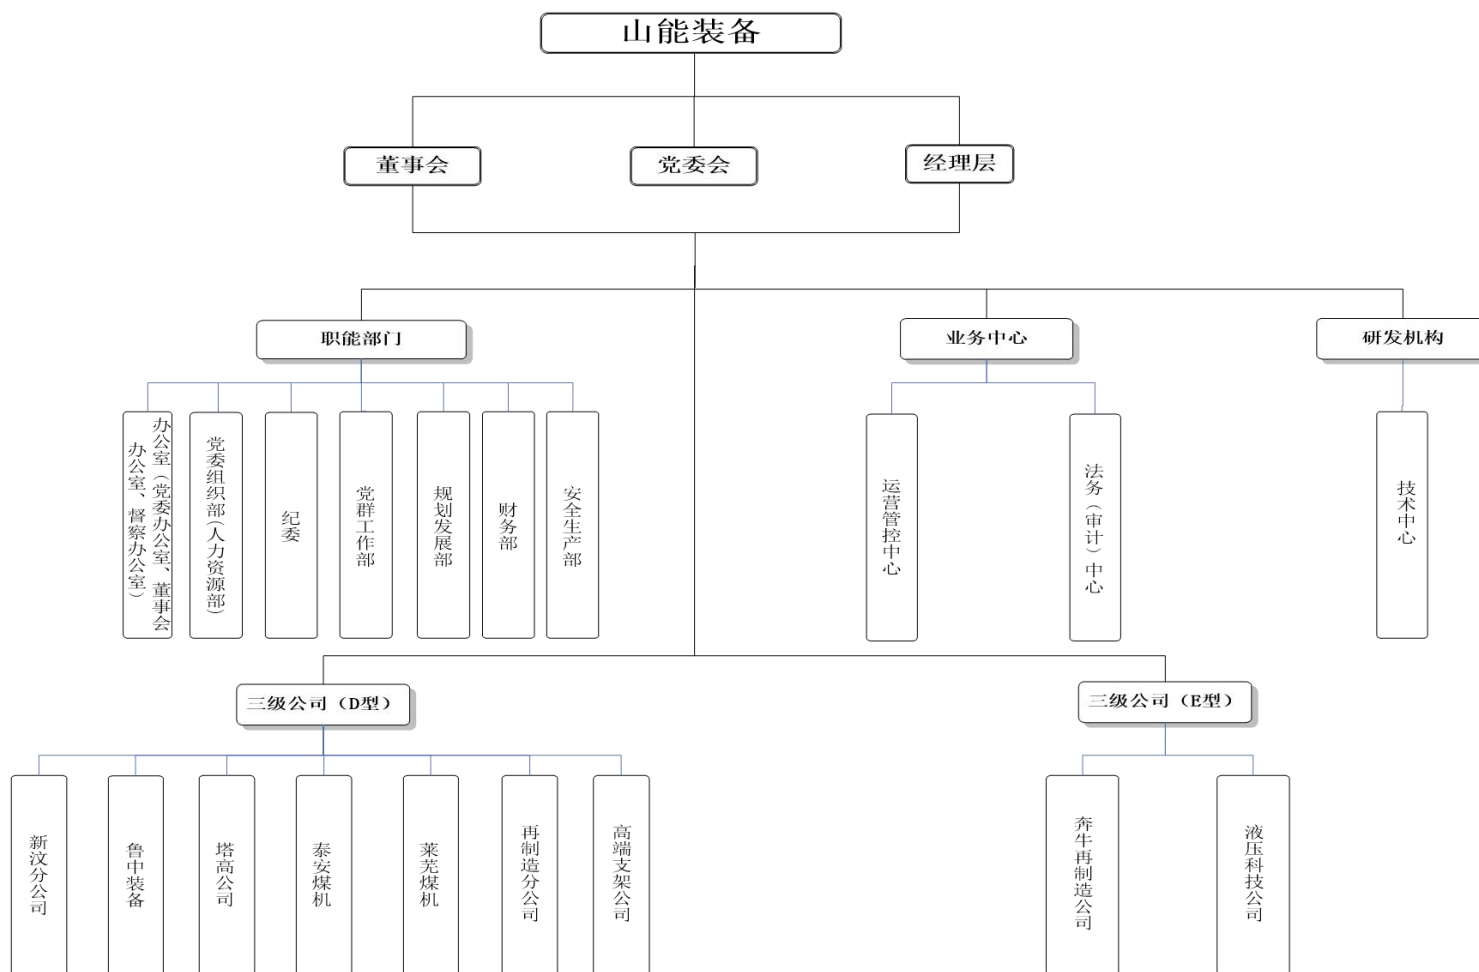 山能装备
董事会
党委会
经理层
职能部门
业务中心
研发机构
办公室（党委办公室、董事会
办公室、督察办公室）
党委组织部(人力资源部)
纪委
党群工作部
规划发展部
财务部
安全生产部
运营管控中心
法务（审计）中心
技术中心
三级公司（D型）
三级公司（E型）
新汶分公司
鲁中装备
塔高公司
泰安煤机
莱芜煤机
再制造分公司
高端支架公司
奔牛再制造公司
液压科技公司